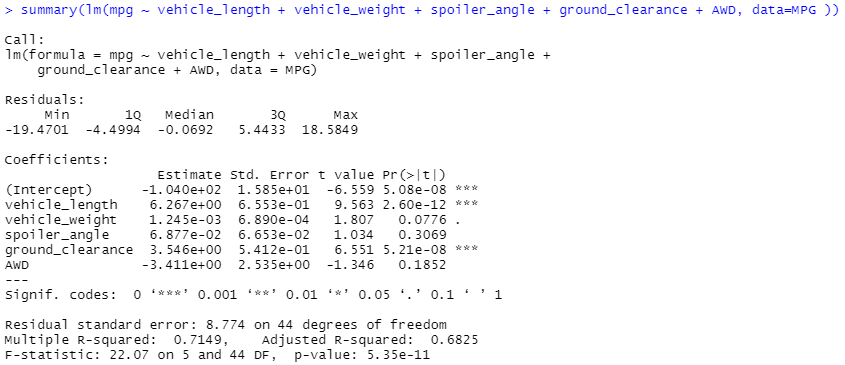 > summary(lm(mpg ~ vehicle_length + vehicle_weight + spoiler_angle + ground_clearance + AWD, data=MPG ))
Call:
lm(formula = mpg ~ vehicle_length + vehicle_weight + spoiler_angle +
    ground_clearance + AWD, data = MPG)
Residuals:
     Min       1Q   Median       3Q      Max
-19.4701  -4.4994  -0.0692   5.4433  18.5849
Coefficients:
                   Estimate Std. Error t value Pr(>|t|)
(Intercept)      -1.040e+02  1.585e+01  -6.559 5.08e-08 ***
vehicle_length    6.267e+00  6.553e-01   9.563 2.60e-12 ***
vehicle_weight    1.245e-03  6.890e-04   1.807   0.0776 .
spoiler_angle     6.877e-02  6.653e-02   1.034   0.3069
ground_clearance  3.546e+00  5.412e-01   6.551 5.21e-08 ***
AWD              -3.411e+00  2.535e+00  -1.346   0.1852
---
Signif. codes:  0 ‘***’ 0.001 ‘**’ 0.01 ‘*’ 0.05 ‘.’ 0.1 ‘ ’ 1
Residual standard error: 8.774 on 44 degrees of freedom
Multiple R-squared:  0.7149,    Adjusted R-squared:  0.6825
F-statistic: 22.07 on 5 and 44 DF,  p-value: 5.35e-11